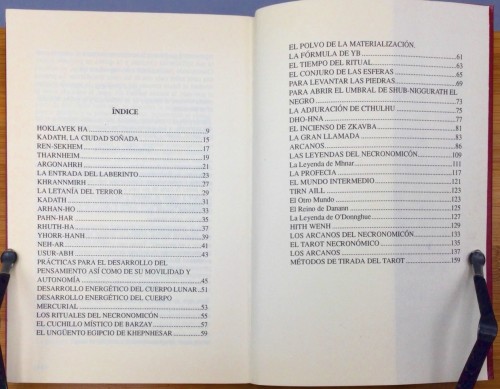 ÍNDICE
HOKLAYEK HA 9
KADATH, LA CIUDAD SOÑADA 15
REN-SEKHEM 17
THARNHEIM 19
ARGONAHRH 21
LA ENTRADA DEL LABERINTO 23
KHRANNMIRH 27
LA LETANÍA DEL TERROR 29
KADATH 31
ARHAN-HO 33
PAHN-HAR 35
RHUTH-HA 37
YHORR-HANH 39
NEH-AR 41
USUR-ABH 43
PRÁCTICAS PARA EL DESARROLLO DEL
PENSAMIENTO ASÍ COMO DE SU MOVILIDAD Y
AUTONOMÍA 45
DESARROLLO ENERGÉTICO DEL CUERPO LUNAR 51
DESARROLLO ENERGÉTICO DEL CUERPO
MERCURIAL 53
LOS RITUALES DEL NECRONOMICÓN 55
EL CUCHILLO MÍSTICO DE BARZAY 57
EL UNGÜENTO EGIPCIO DE KHEPNHESAR 59
EL POLVO DE LA MATERIALIZACIÓN.
LA FÓRMULA DE YB 61
EL TIEMPO DEL RITUAL 63
EL CONJURO DE LAS ESFERAS 65
PARA LEVANTAR LAS PIEDRAS 69
PARA ABRIR EL UMBRAL DE SHUB-NIGGURATH EL
NEGRO 73
LA ADJURACIÓN DE CTHULHU 75
DHO-HNA 77
EL INCIENSO DE ZKAVBA 81
LA GRAN LLAMADA 83
ARCANOS 86
LAS LEYENDAS DEL NECRONOMICÓN 109
La Leyenda de Mhnar 111
LA PROFECÍA 117
EL MUNDO INTERMEDIO 121
TIRN AILL 123
El Otro Mundo 123
El Reino de Danann 123
La Leyenda de O'Donnghue 127
HITH WENH 129
LOS ARCANOS DEL NECRONOMICÓN 133
EL TAROT NECRONÓMICO 135
LOS ARCANOS 137
MÉTODOS DE TIRADA DEL TAROT 159